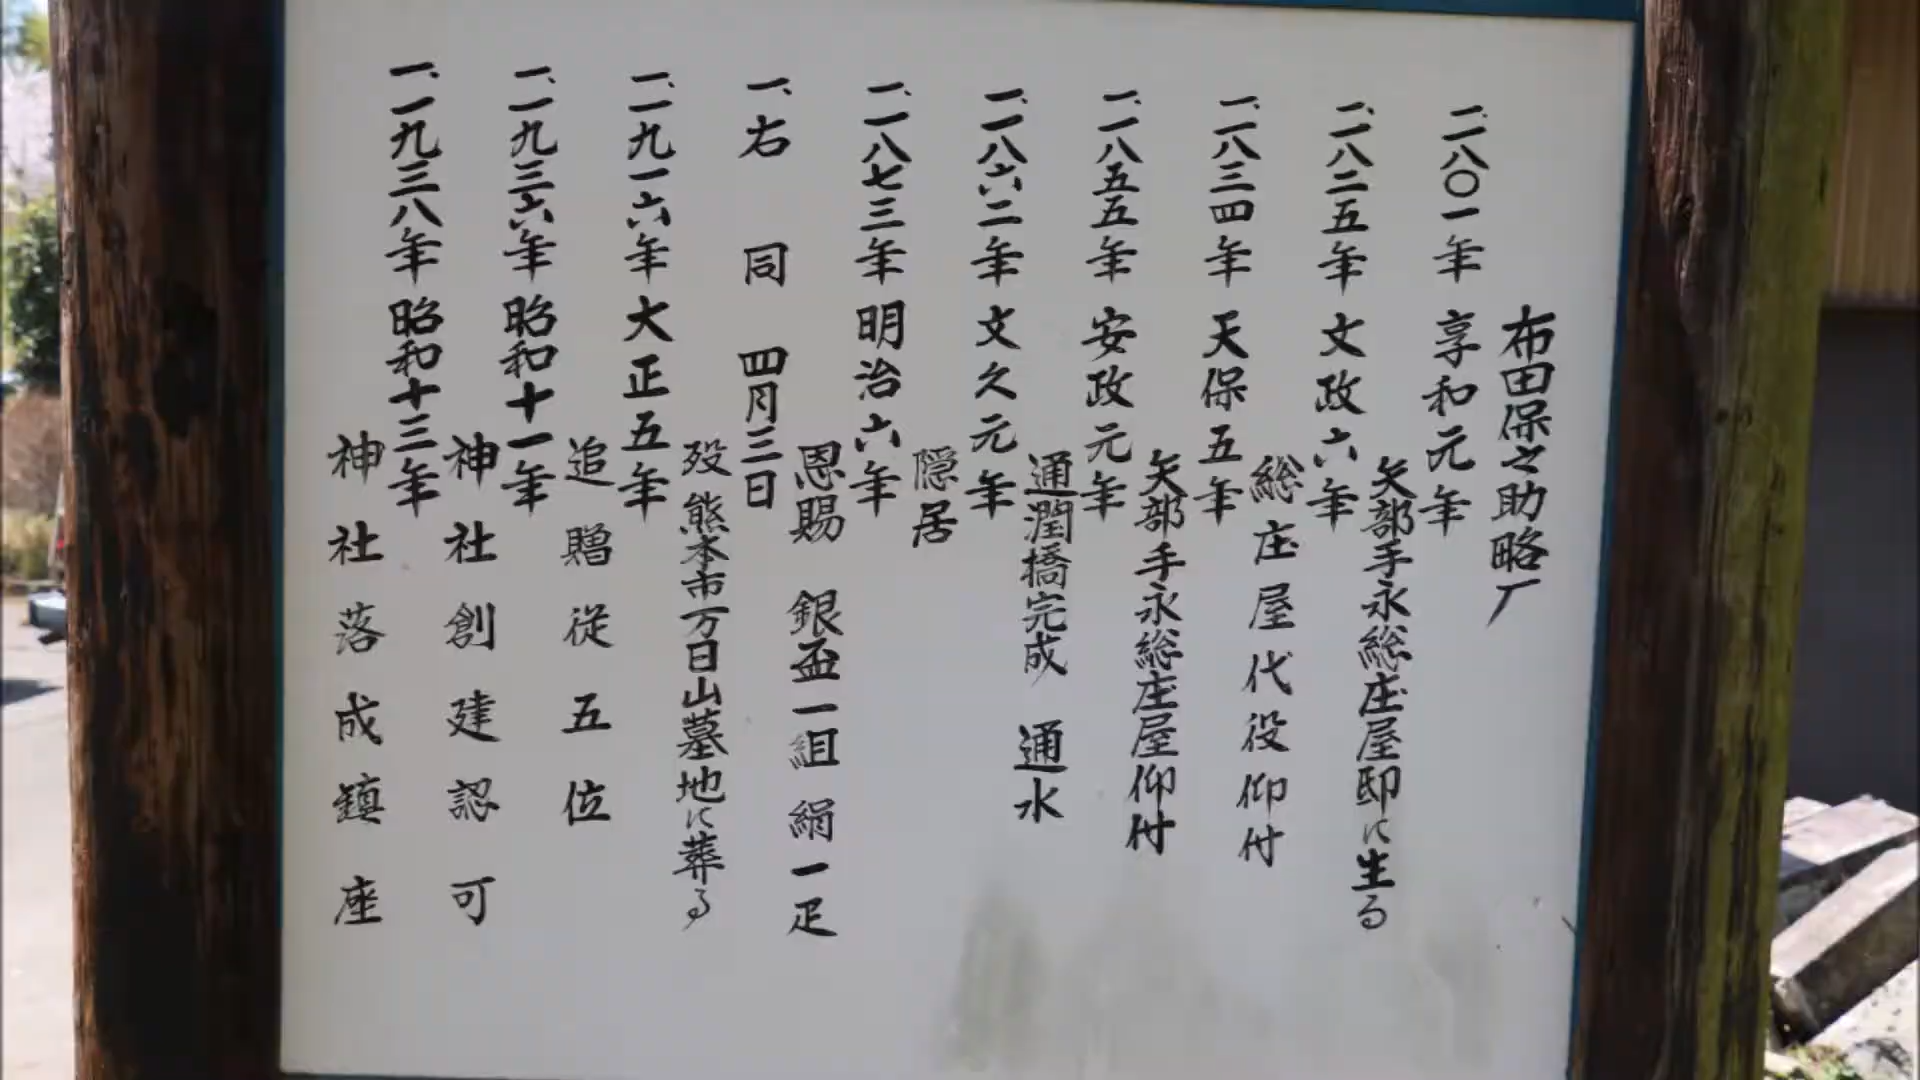 布田保之助略厂
一、一八〇一年 享和元年
矢部手永総庄屋邸に生る
一、一八二五年 文政六年
総庄屋代役仰付
一、一八三四年 天保五年
矢部手永総庄屋仰付
一、一八五五年 安政元年
通潤橋完成 通水
一、一八六二年 文久元年
隠居
一、一八七三年 明治六年
恩賜 銀盃一組 絹一疋
一、右 同 四月三日
殁 熊本市万日山墓地に葬る
一、一九一六年 大正五年
追贈従五位
一、一九三六年 昭和十一年
神社創建認可
一、一九三八年 昭和十三年
神社落成鎮座